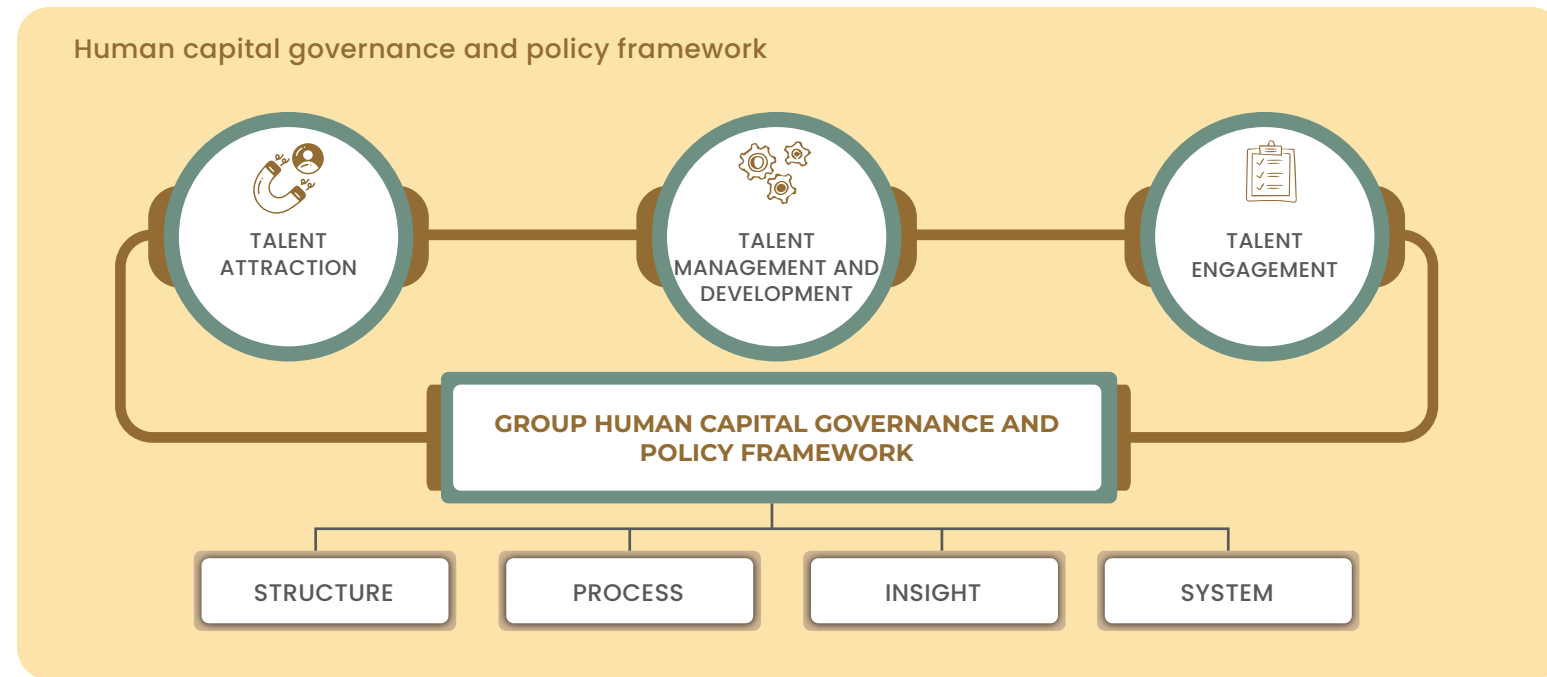 Human capital governance and policy framework
TALENT
ATTRACTION
TALENT
MANAGEMENT AND
DEVELOPMENT
TALENT
ENGAGEMENT
GROUP HUMAN CAPITAL GOVERNANCE AND
POLICY FRAMEWORK
STRUCTURE
PROCESS
INSIGHT
SYSTEM